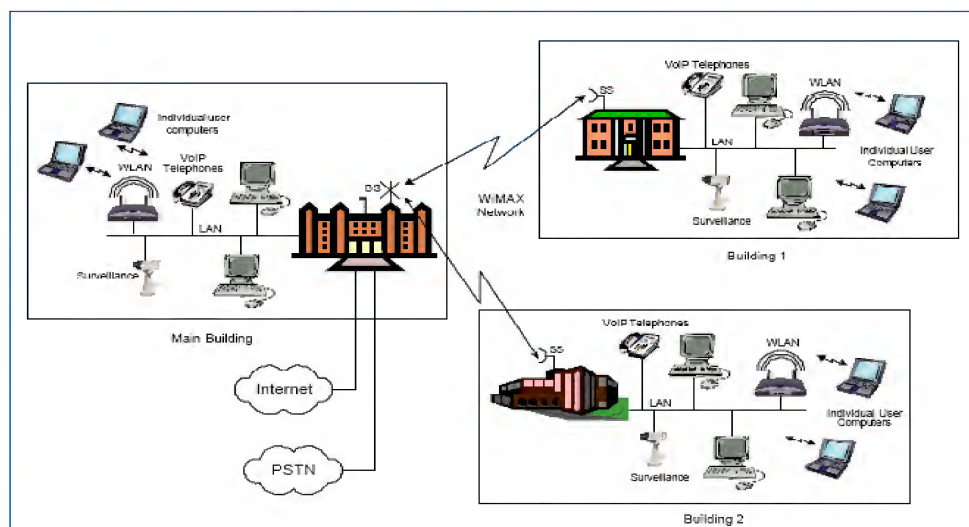 Individual user
computers
WLAN
VoIP
Telephones
BS
LAN
Surveillance
Main Building
Internet
PSTN
WiMAX
Network
VoIP Telephones
SS
WLAN
LAN
Individual User
Computers
Surveillance
Building 1
VoIP Telephones
SS
WLAN
LAN
Individual User
Computers
Surveillance
Building 2